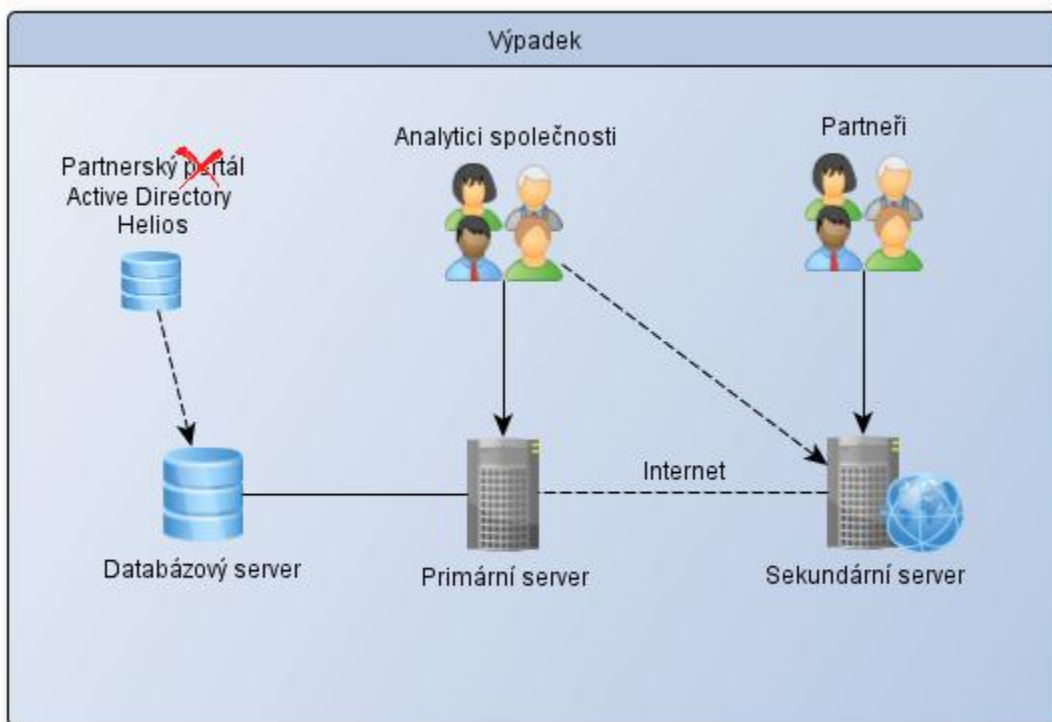 Výpadek
Partnerský portál
Active Directory
Helios
Analytici společnosti
Partneři
Internet
Databázový server
Primární server
Sekundární server